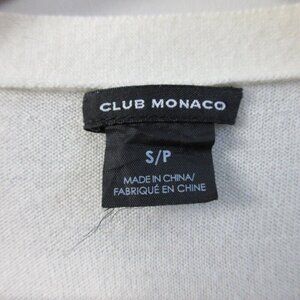 CLUB MONACO
S/P
MADE IN CHINA/
FABRIQUÉ EN CHINE